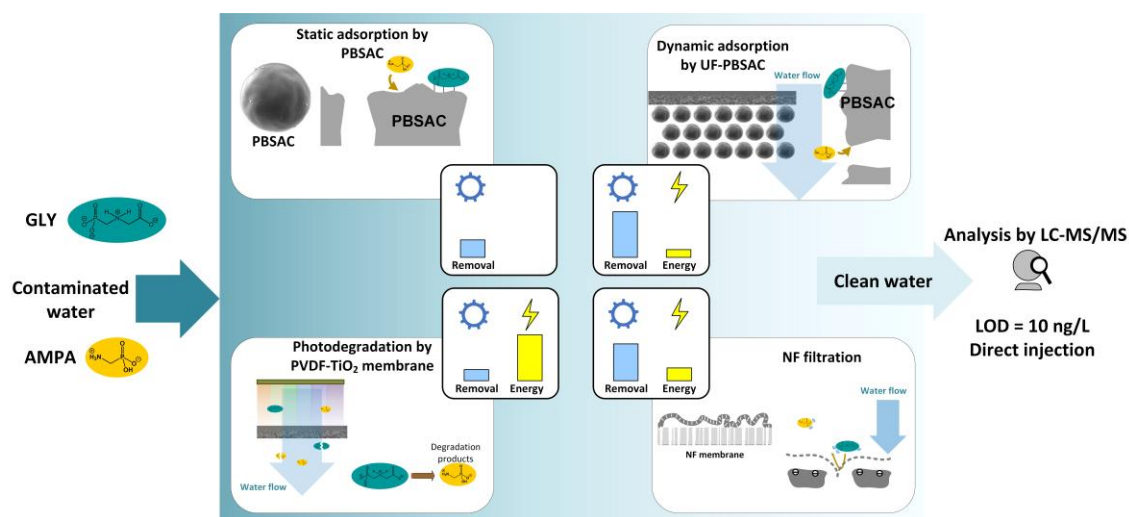 Static adsorption by
PBSAC
PBSAC
PBSAC
Dynamic adsorption
by UF-PBSAC
Water flow
PBSAC
GLY
Contaminated
water
AMPA
Removal
Removal
Energy
Removal
Energy
Removal
Energy
Photodegradation by
PVDF-TiO₂ membrane
Water flow
Degradation
products
NF filtration
Water flow
NF membrane
Clean water
Analysis by LC-MS/MS
LOD = 10 ng/L
Direct injection